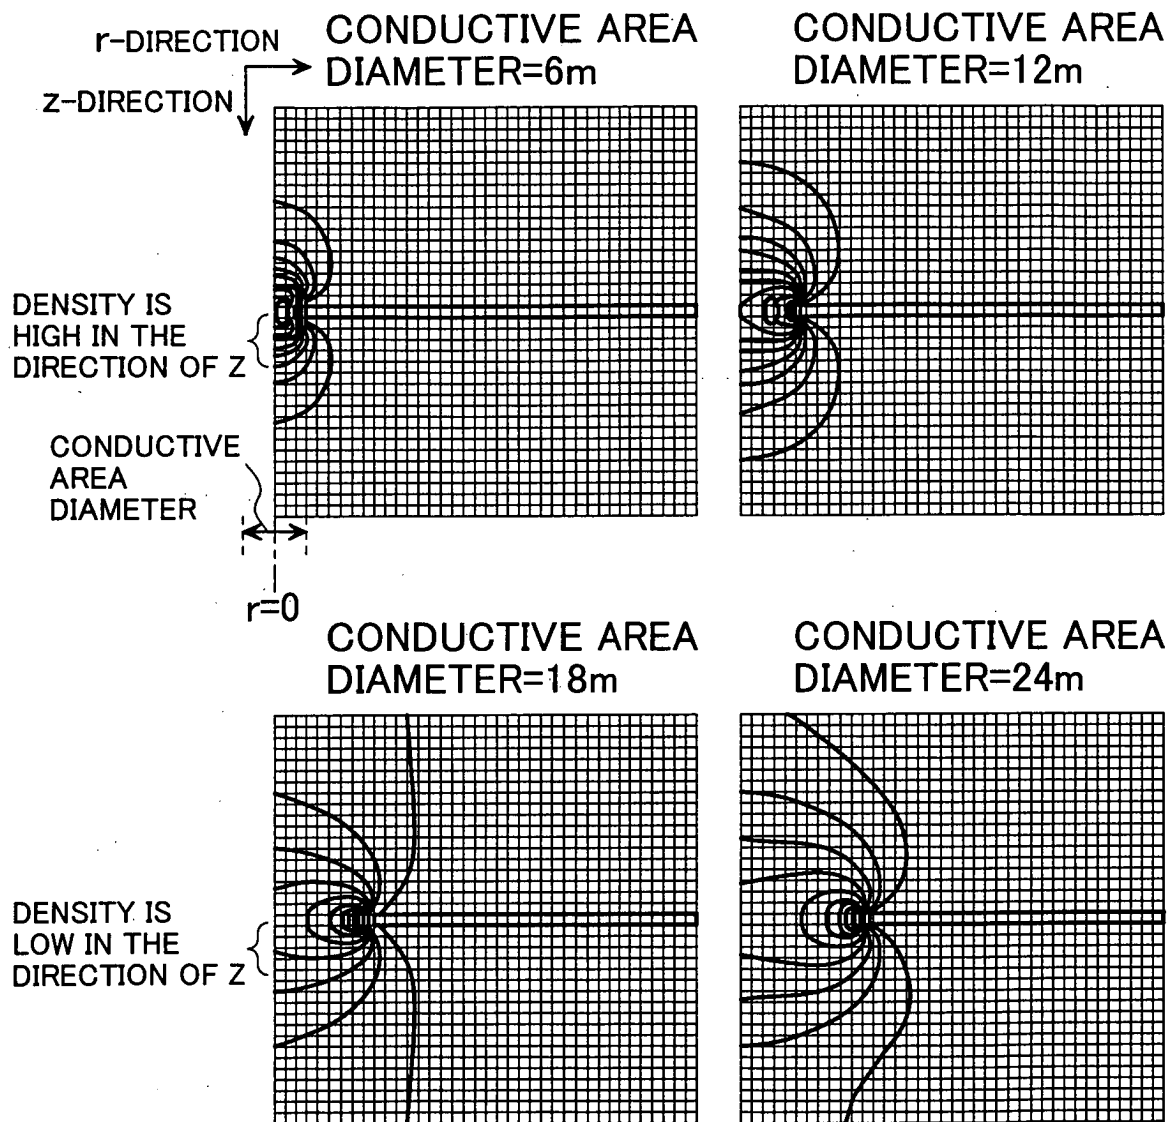 r-DIRECTION
z-DIRECTION
CONDUCTIVE AREA
DIAMETER=6m
CONDUCTIVE AREA
DIAMETER=12m
DENSITY IS
HIGH IN THE
DIRECTION OF Z
CONDUCTIVE
AREA
DIAMETER
r=0
CONDUCTIVE AREA
DIAMETER=18m
CONDUCTIVE AREA
DIAMETER=24m
DENSITY IS
LOW IN THE
DIRECTION OF Z